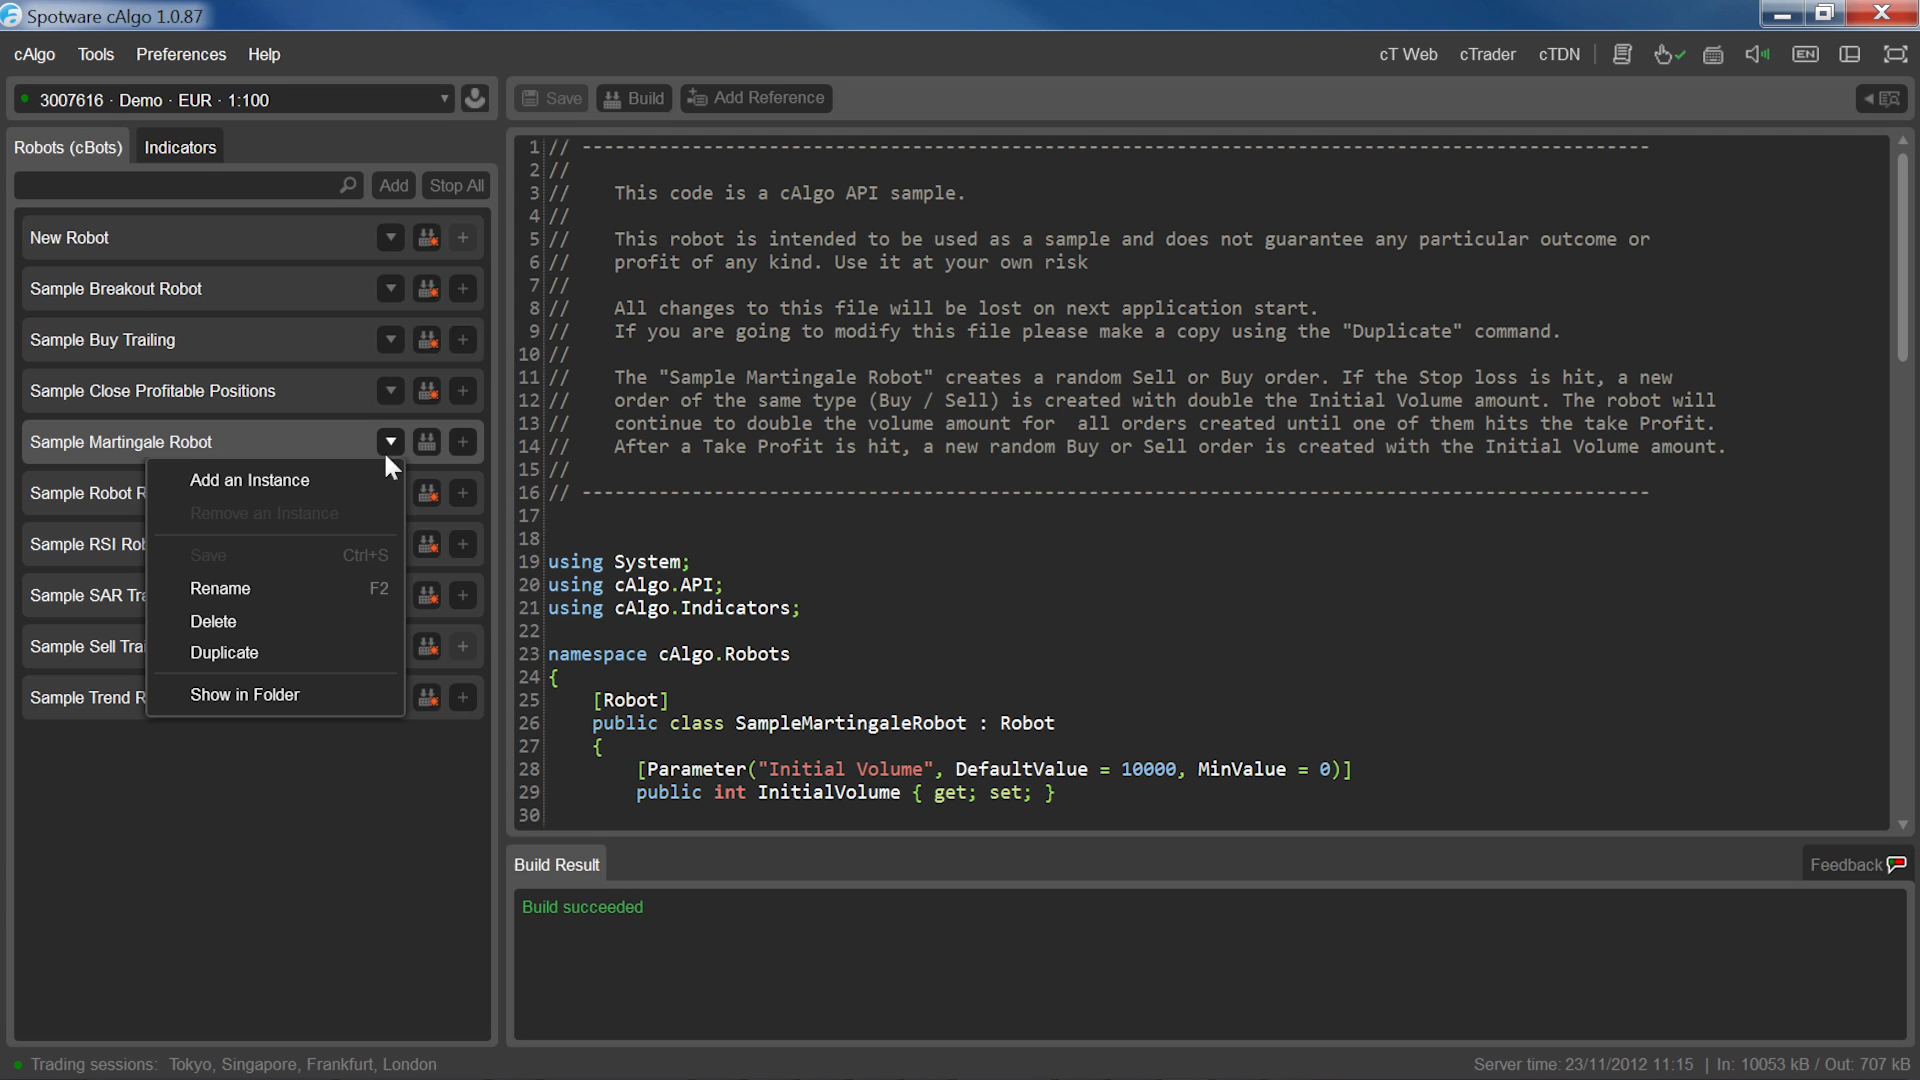 Spotware cAlgo 1.0.87
cAlgo Tools Preferences Help
cT Web cTrader cTDN EN
3007616 · Demo · EUR · 1:100
Save Build Add Reference
Robots (cBots) Indicators
Add Stop All
New Robot
Sample Breakout Robot
Sample Buy Trailing
Sample Close Profitable Positions
Sample Martingale Robot
Sample Robot R
Sample RSI Rob
Sample SAR Tra
Sample Sell Trai
Sample Trend R
Add an Instance
Remove an Instance
Save Ctrl+S
Rename F2
Delete
Duplicate
Show in Folder
1 // -------------------------------------------------------------------------------------------------
2 //
3 // This code is a cAlgo API sample.
4 //
5 // This robot is intended to be used as a sample and does not guarantee any particular outcome or
6 // profit of any kind. Use it at your own risk
7 //
8 // All changes to this file will be lost on next application start.
9 // If you are going to modify this file please make a copy using the "Duplicate" command.
10 //
11 // The "Sample Martingale Robot" creates a random Sell or Buy order. If the Stop loss is hit, a new
12 // order of the same type (Buy / Sell) is created with double the Initial Volume amount. The robot will
13 // continue to double the volume amount for  all orders created until one of them hits the take Profit.
14 // After a Take Profit is hit, a new random Buy or Sell order is created with the Initial Volume amount.
15 //
16 // -------------------------------------------------------------------------------------------------
17
18
19 using System;
20 using cAlgo.API;
21 using cAlgo.Indicators;
22
23 namespace cAlgo.Robots
24 {
25 [Robot]
26 public class SampleMartingaleRobot : Robot
27 {
28 [Parameter("Initial Volume", DefaultValue = 10000, MinValue = 0)]
29 public int InitialVolume { get; set; }
30
Build Result
Feedback
Build succeeded
Trading sessions: Tokyo, Singapore, Frankfurt, London
Server time: 23/11/2012 11:15 | In: 10053 kB / Out: 707 kB